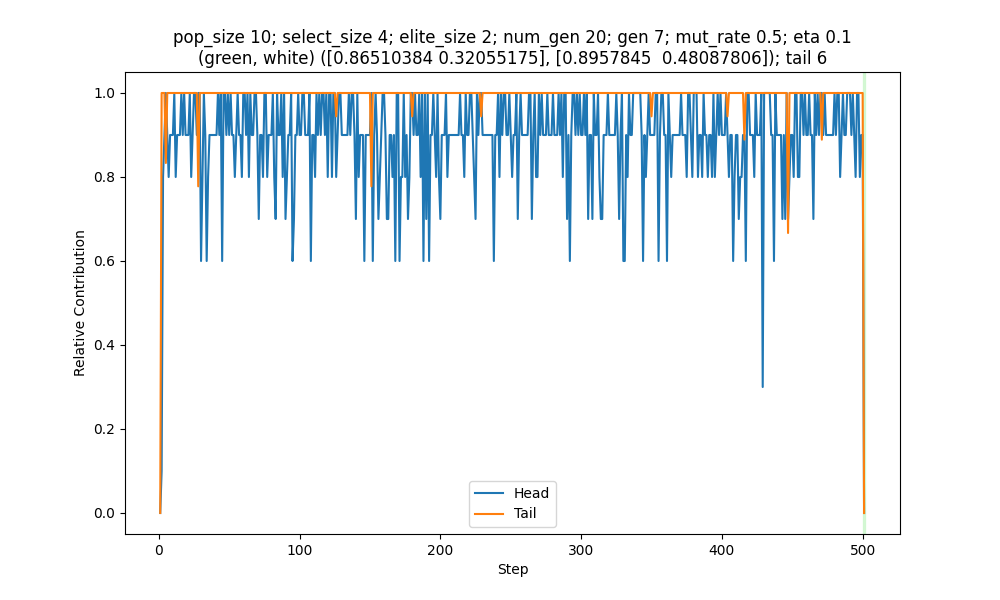 pop_size 10; select_size 4; elite_size 2; num_gen 20; gen 7; mut_rate 0.5; eta 0.1
(green, white) ([0.86510384 0.32055175], [0.8957845  0.48087806]); tail 6
1.0
0.8
0.6
0.4
0.2
0.0
Relative Contribution
Head
Tail
0
100
200
300
400
500
Step